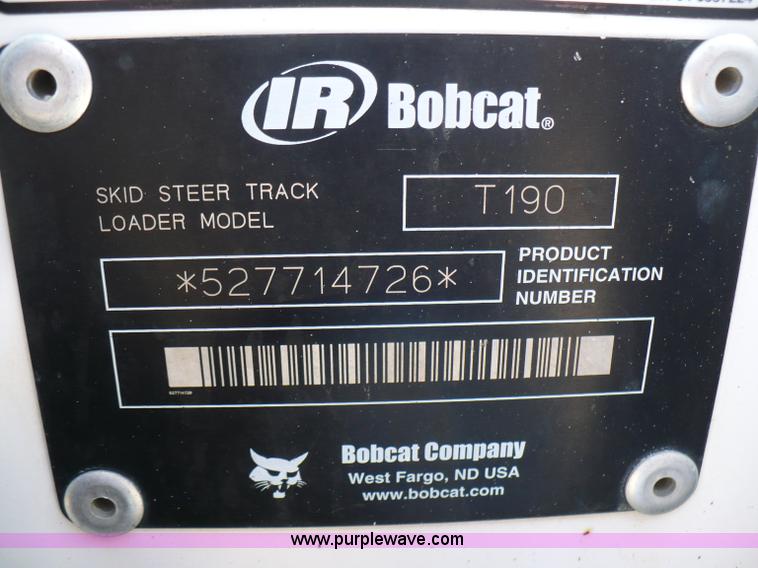 IR Bobcat®
SKID STEER TRACK
LOADER MODEL
T190
*527714726*
PRODUCT
IDENTIFICATION
NUMBER
527714726
Bobcat Company
West Fargo, ND USA
www.bobcat.com
www.purplewave.com